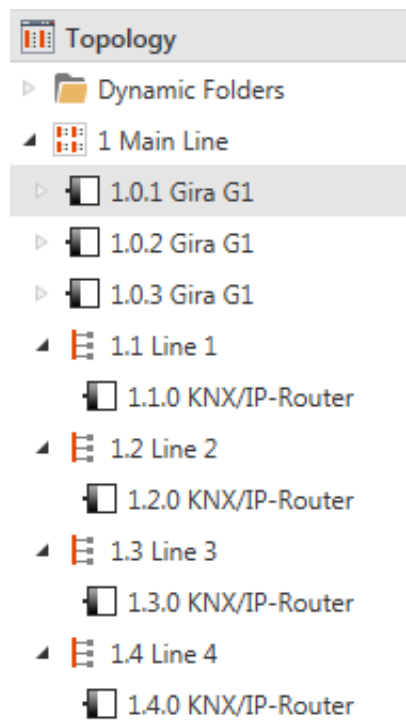 Topology
Dynamic Folders
1 Main Line
1.0.1 Gira G1
1.0.2 Gira G1
1.0.3 Gira G1
1.1 Line 1
1.1.0 KNX/IP-Router
1.2 Line 2
1.2.0 KNX/IP-Router
1.3 Line 3
1.3.0 KNX/IP-Router
1.4 Line 4
1.4.0 KNX/IP-Router